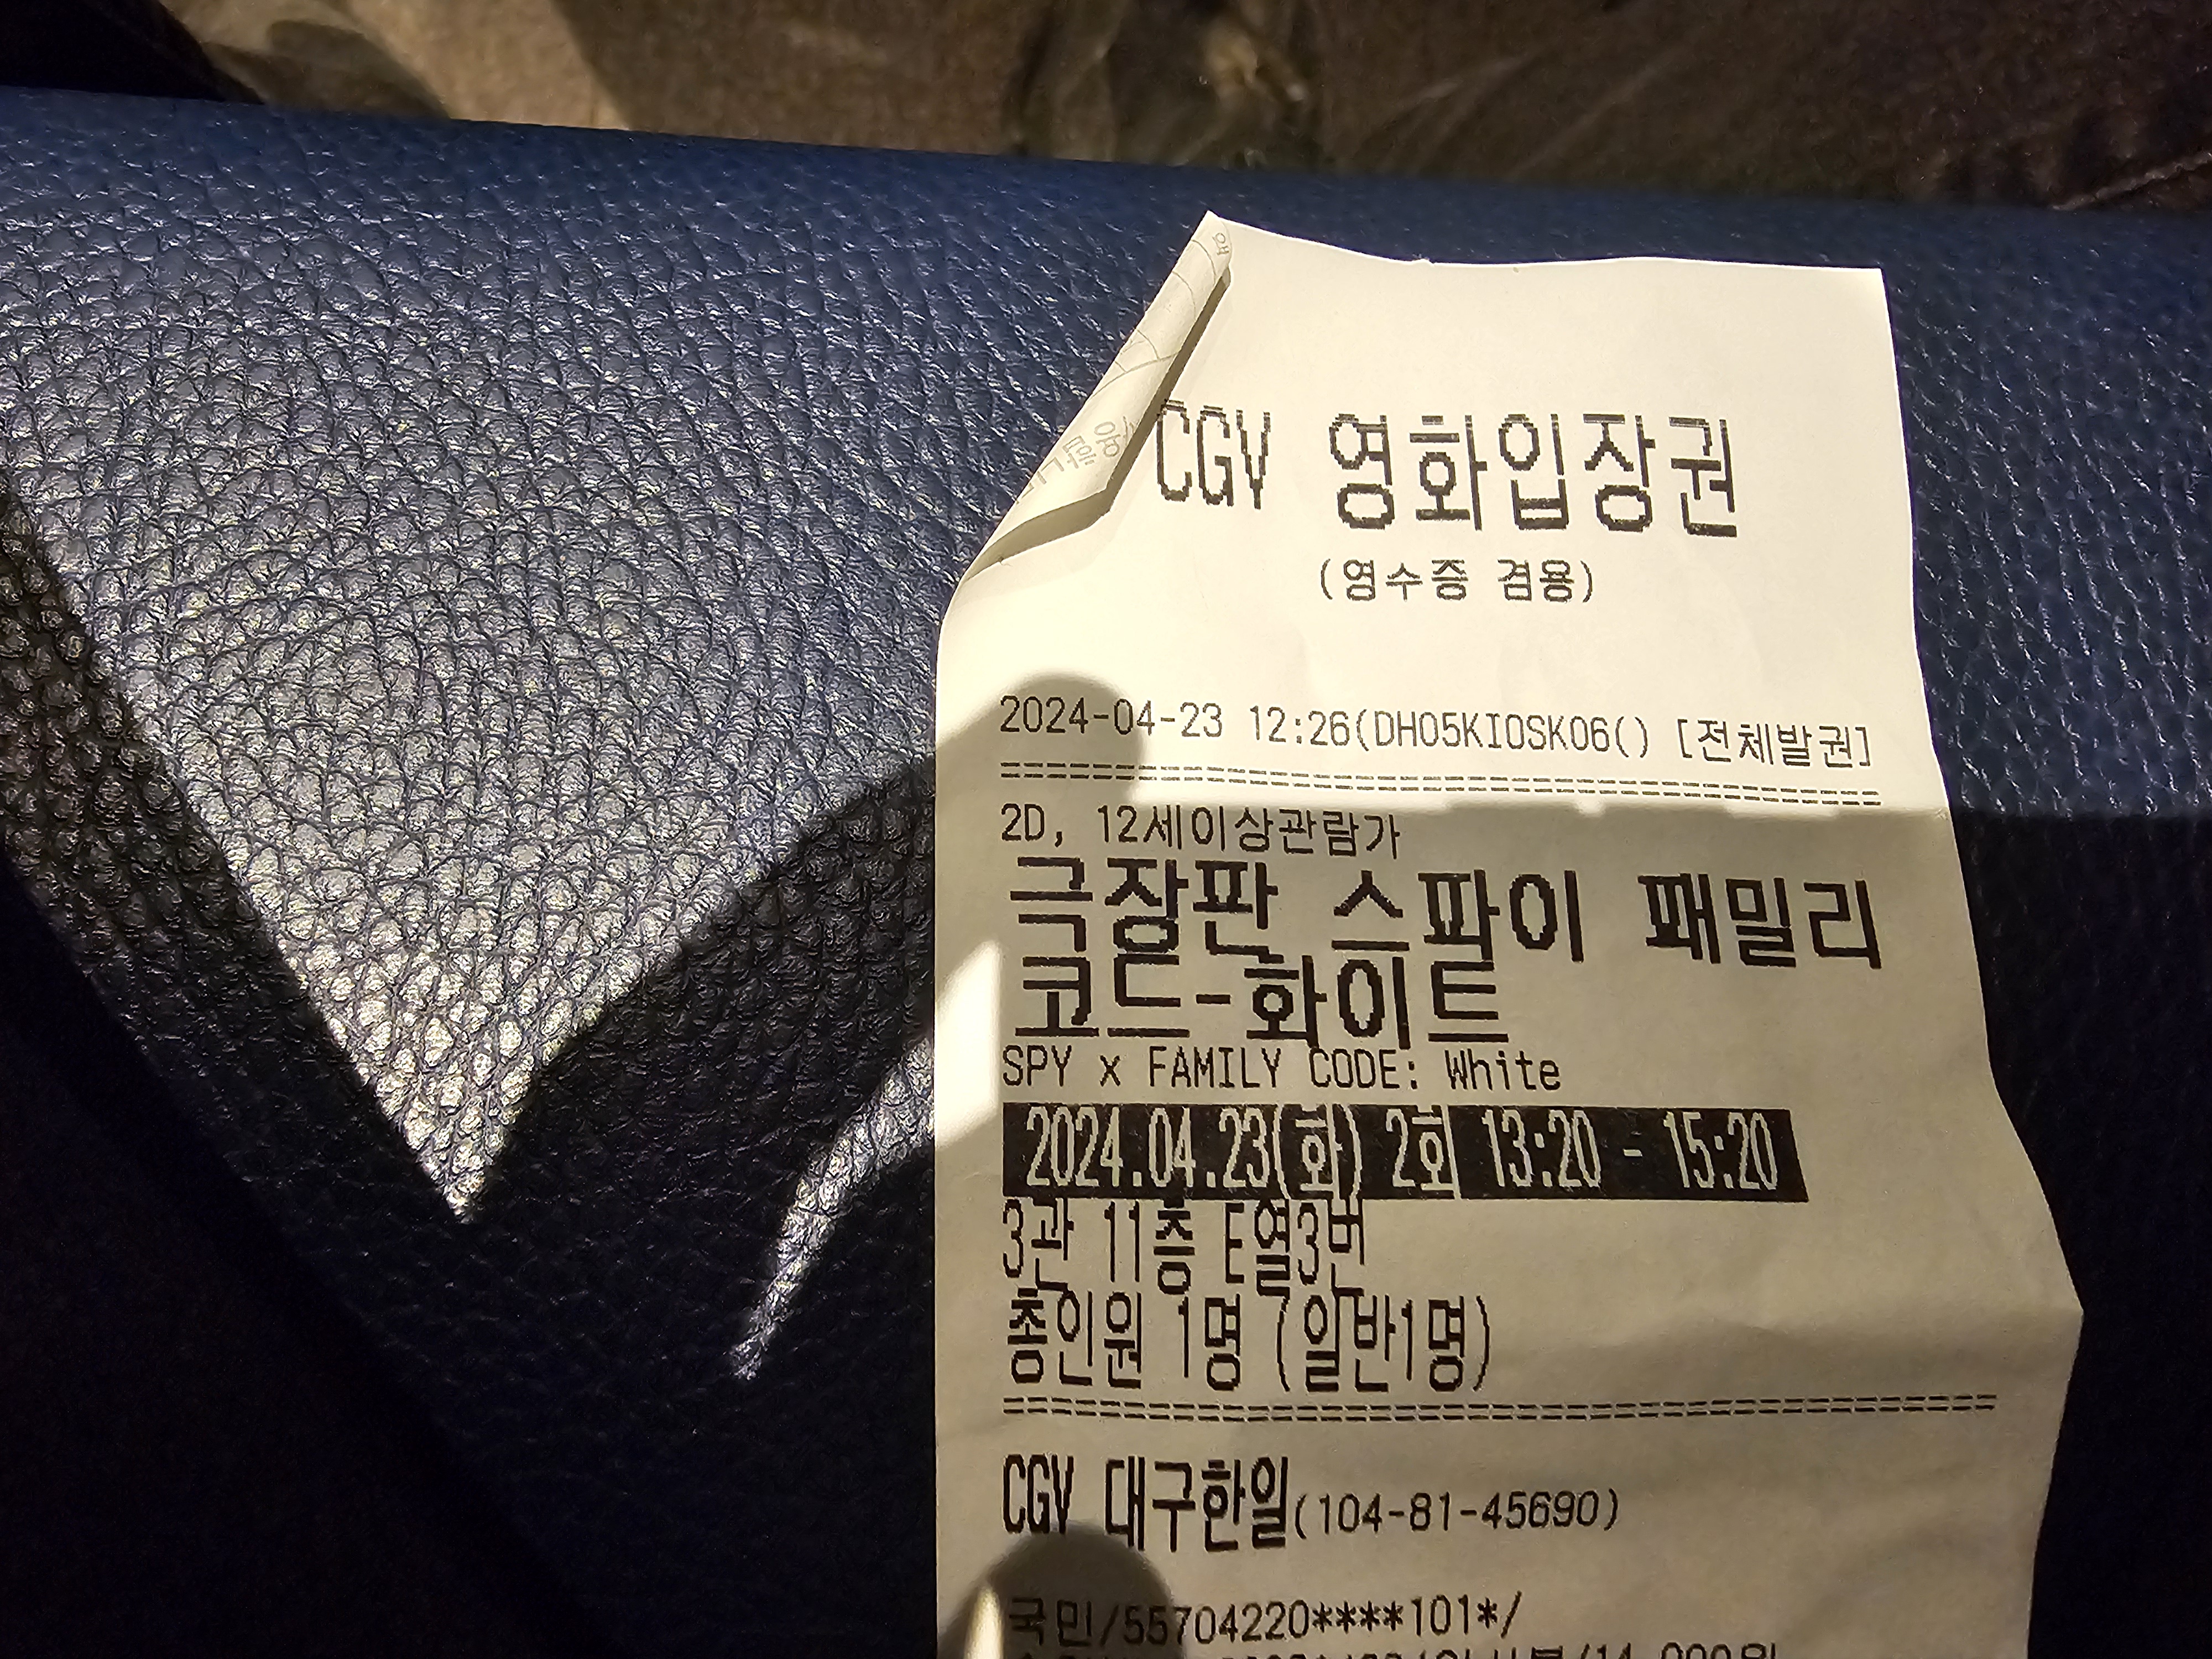 CGV 영화입장권
(영수증 겸용)
2024-04-23 12:26(DH05KIOSK06() [전체발권]
2D, 12세이상관람가
극장판 스파이 패밀리
코드-화이트
SPY x FAMILY CODE: White
2024.04.23(화) 2회 13:20 - 15:20
3관 11층 E열3번
총인원 1명 (일반1명)
CGV 대구한일(104-81-45690)
국민/55704220****101*/